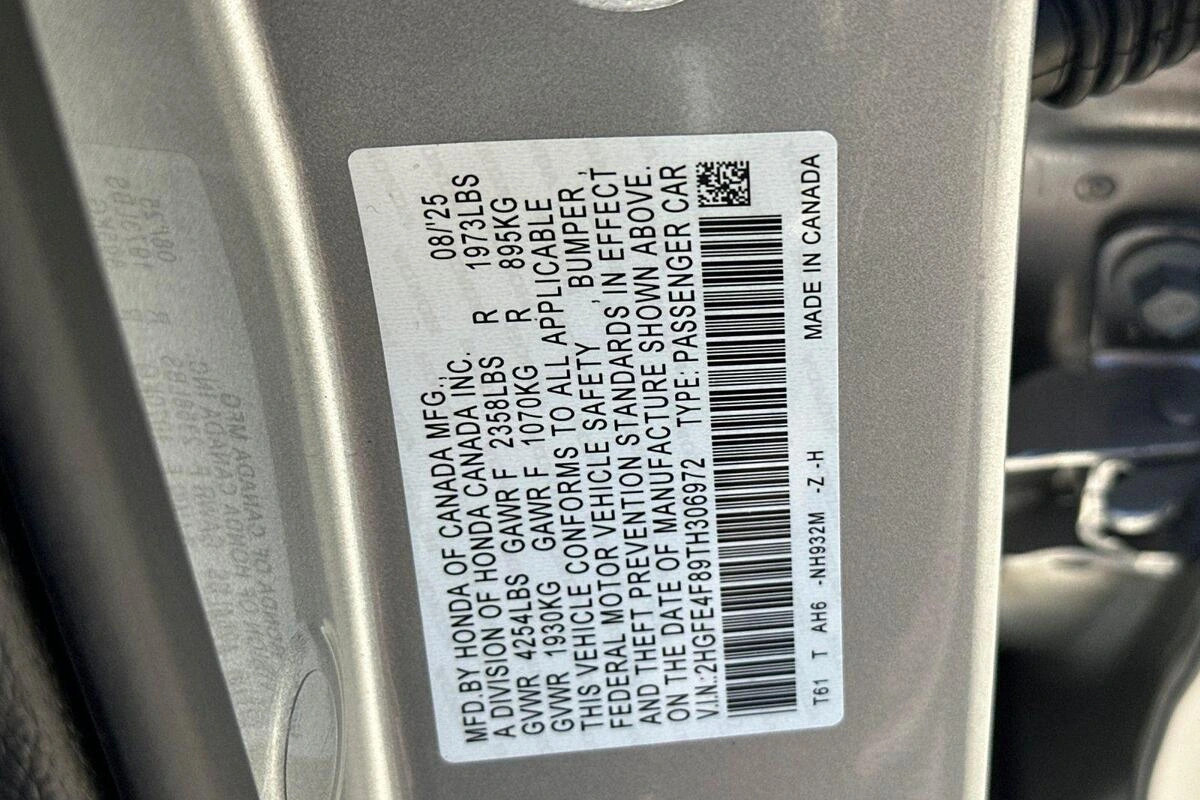 MFD.BY HONDA OF CANADA MFG., 08/'25
A DIVISION OF HONDA CANADA INC.
GVWR 4254LBS GAWR F 2358LBS R 1973LBS
GVWR 1930KG GAWR F 1070KG R 895KG
THIS VEHICLE CONFORMS TO ALL APPLICABLE
FEDERAL MOTOR VEHICLE SAFETY , BUMPER ,
AND THEFT PREVENTION STANDARDS IN EFFECT
ON THE DATE OF MANUFACTURE SHOWN ABOVE.
V.I.N.:2HGFE4F89TH306972 TYPE:PASSENGER CAR
T61 T AH6 -NH932M -Z -H MADE IN CANADA